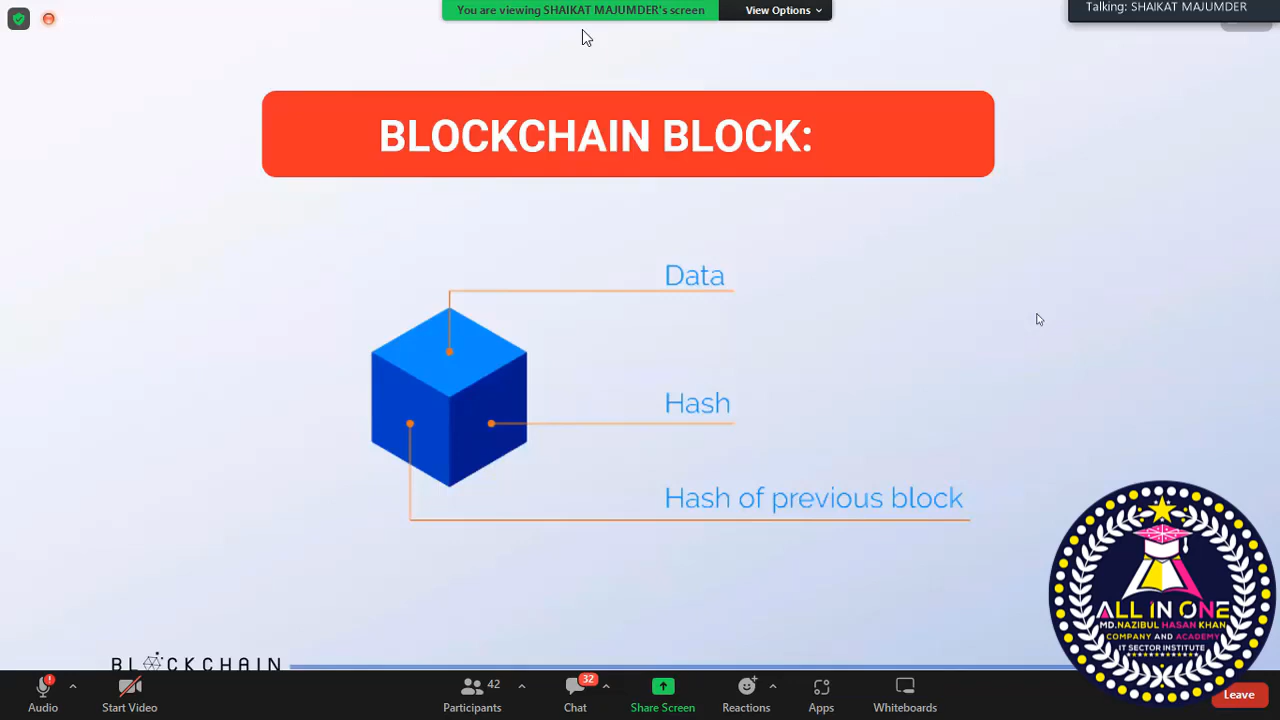 You are viewing SHAIKAT MAJUMDER's screen
View Options
Talking: SHAIKAT MAJUMDER
BLOCKCHAIN BLOCK:
Data
Hash
Hash of previous block
ALL IN ONE
MD.NAZIBUL HASAN KHAN
COMPANY AND ACADEMY
IT SECTOR INSTITUTE
BLOCKCHAIN
Audio
Start Video
42
Participants
32
Chat
Share Screen
Reactions
Apps
Whiteboards
Leave